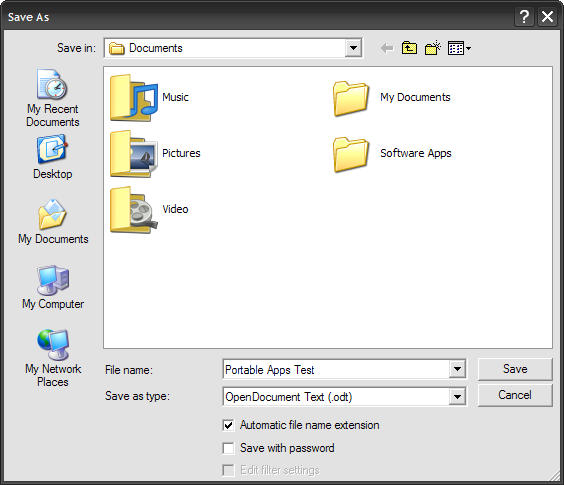 Save As
Save in:
Documents
My Recent
Documents
Desktop
My Documents
My Computer
My Network
Places
Music
My Documents
Pictures
Software Apps
Video
File name:
Portable Apps Test
Save
Save as type:
OpenDocument Text (.odt)
Cancel
Automatic file name extension
Save with password
Edit filter settings